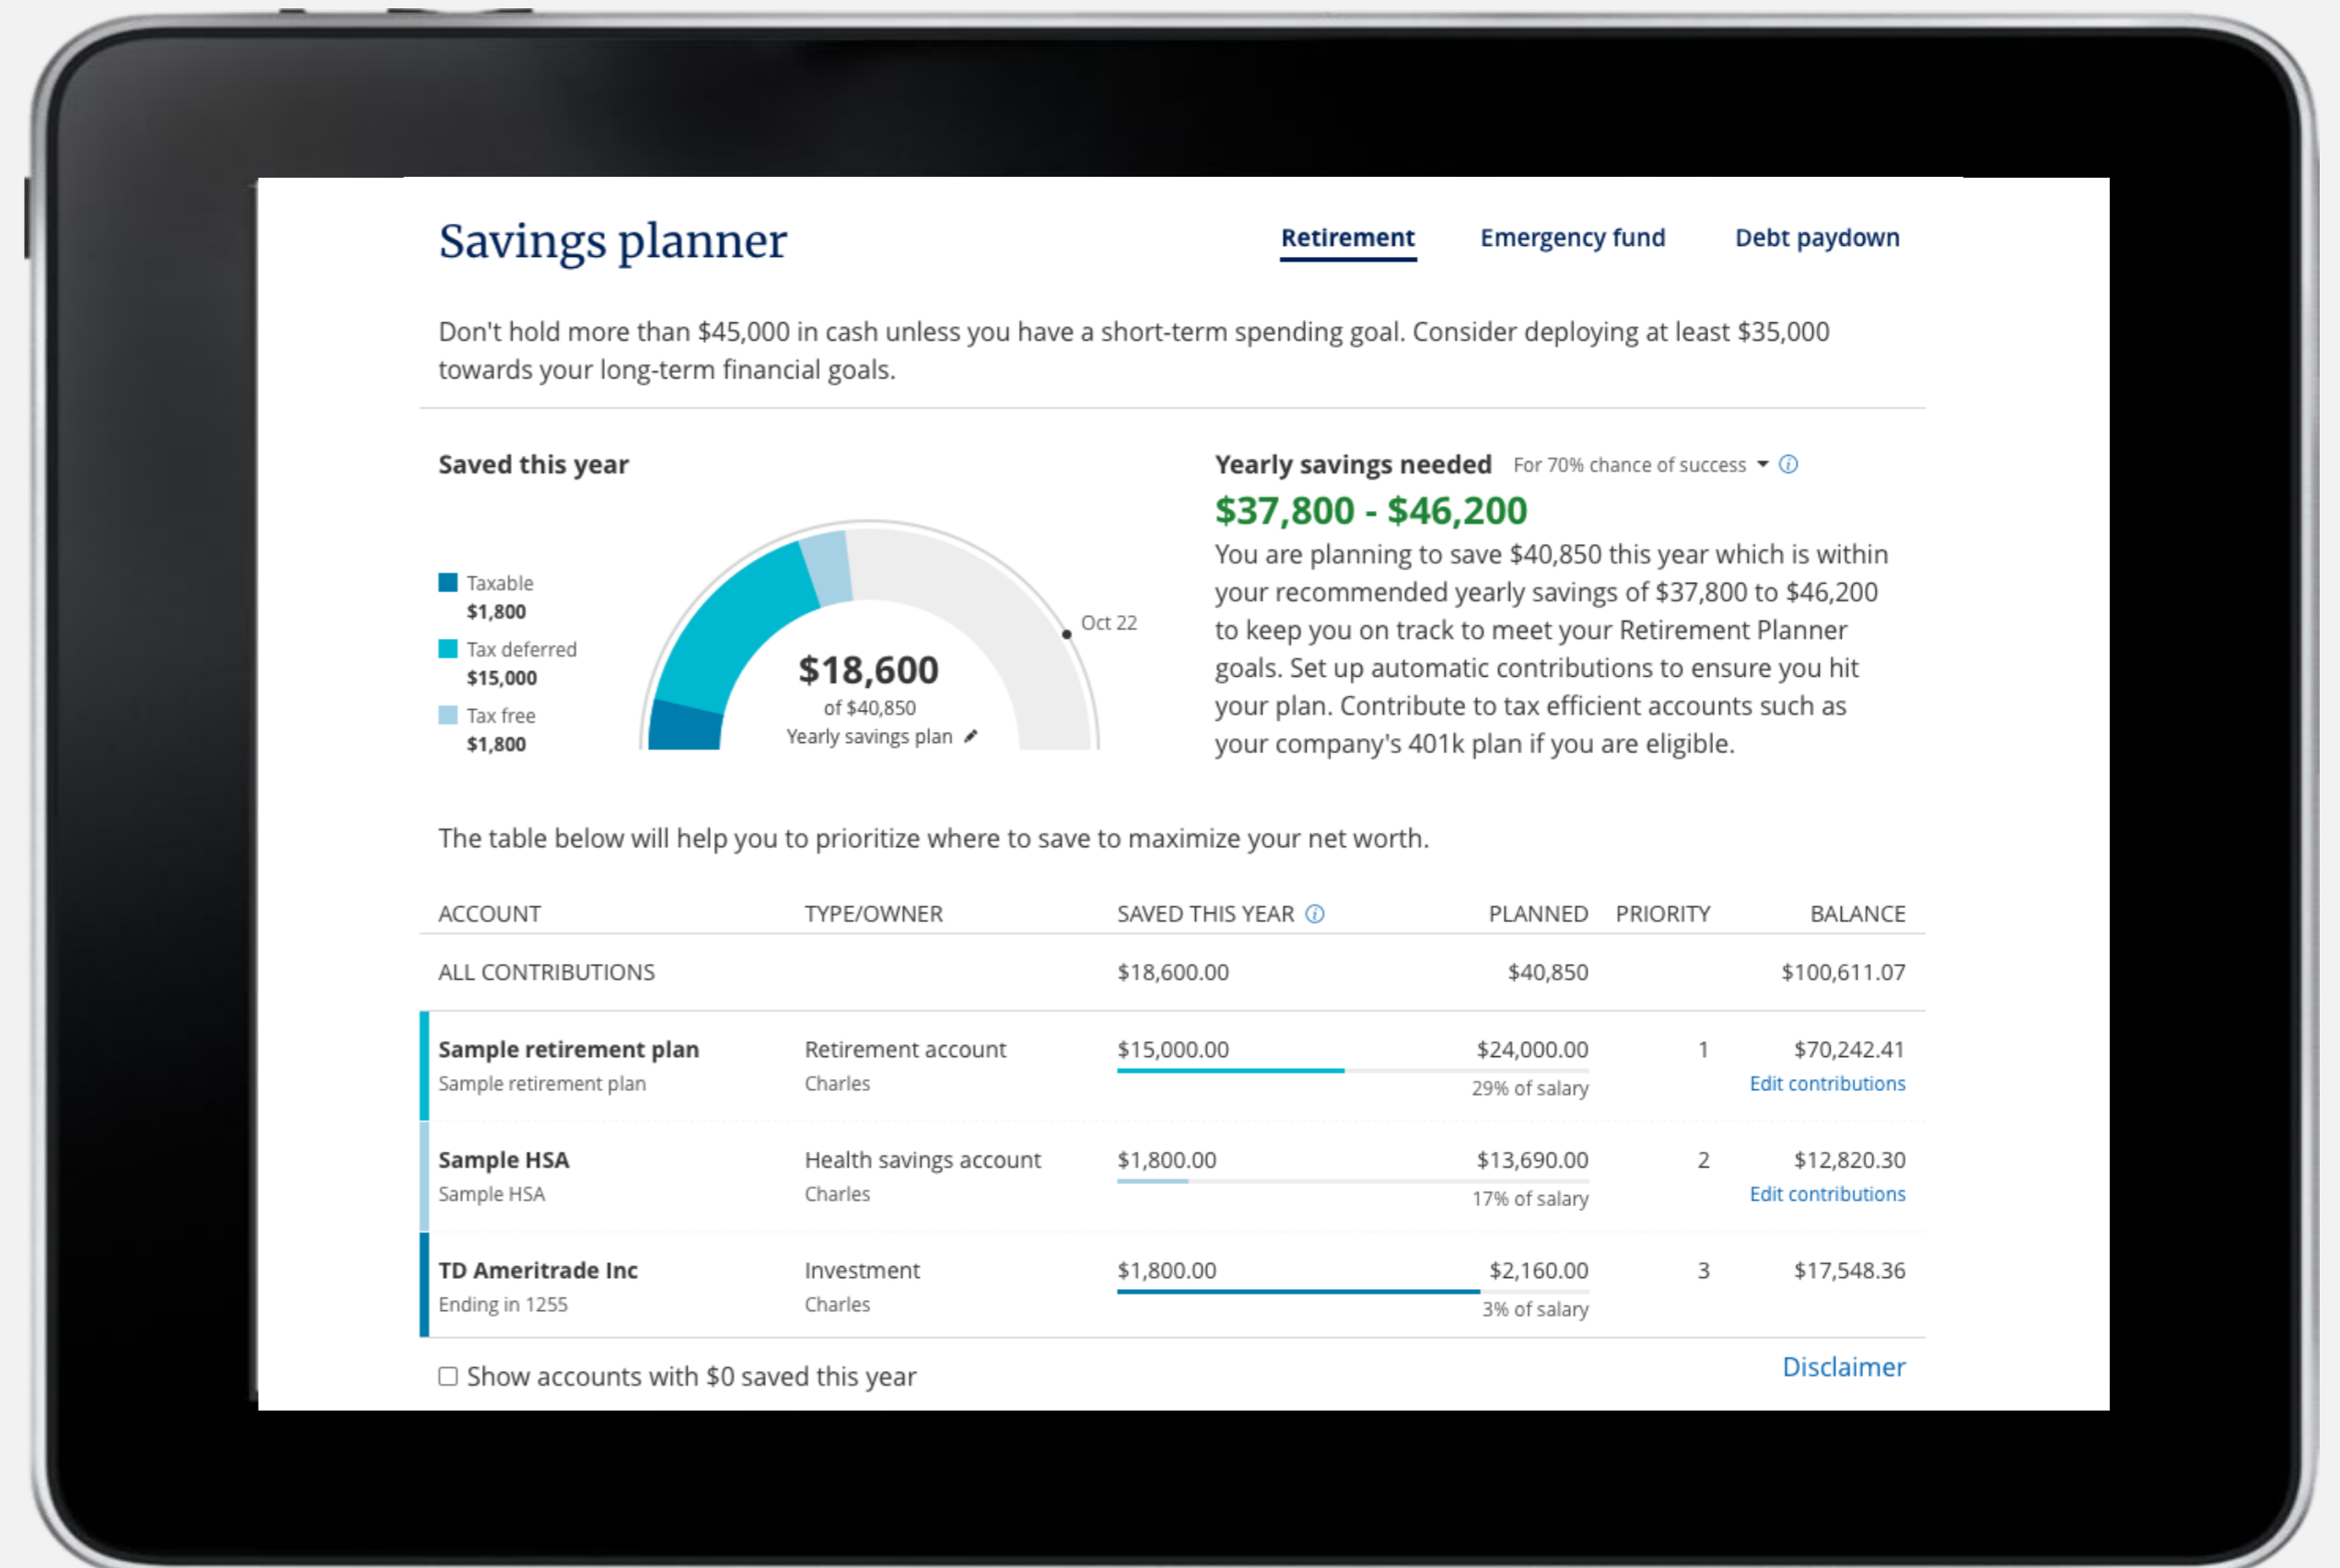 Savings planner
Retirement Emergency fund Debt paydown
Don't hold more than $45,000 in cash unless you have a short-term spending goal. Consider deploying at least $35,000
towards your long-term financial goals.
Saved this year
Taxable
$1,800
Tax deferred
$15,000
Tax free
$1,800
$18,600
of $40,850
Yearly savings plan
Oct 22
Yearly savings needed For 70% chance of success
$37,800 - $46,200
You are planning to save $40,850 this year which is within
your recommended yearly savings of $37,800 to $46,200
to keep you on track to meet your Retirement Planner
goals. Set up automatic contributions to ensure you hit
your plan. Contribute to tax efficient accounts such as
your company's 401k plan if you are eligible.
The table below will help you to prioritize where to save to maximize your net worth.
ACCOUNT TYPE/OWNER SAVED THIS YEAR PLANNED PRIORITY BALANCE
ALL CONTRIBUTIONS $18,600.00 $40,850 $100,611.07
Sample retirement plan Retirement account $15,000.00 $24,000.00 1 $70,242.41
Sample retirement plan Charles 29% of salary Edit contributions
Sample HSA Health savings account $1,800.00 $13,690.00 2 $12,820.30
Sample HSA Charles 17% of salary Edit contributions
TD Ameritrade Inc Investment $1,800.00 $2,160.00 3 $17,548.36
Ending in 1255 Charles 3% of salary
Show accounts with $0 saved this year Disclaimer